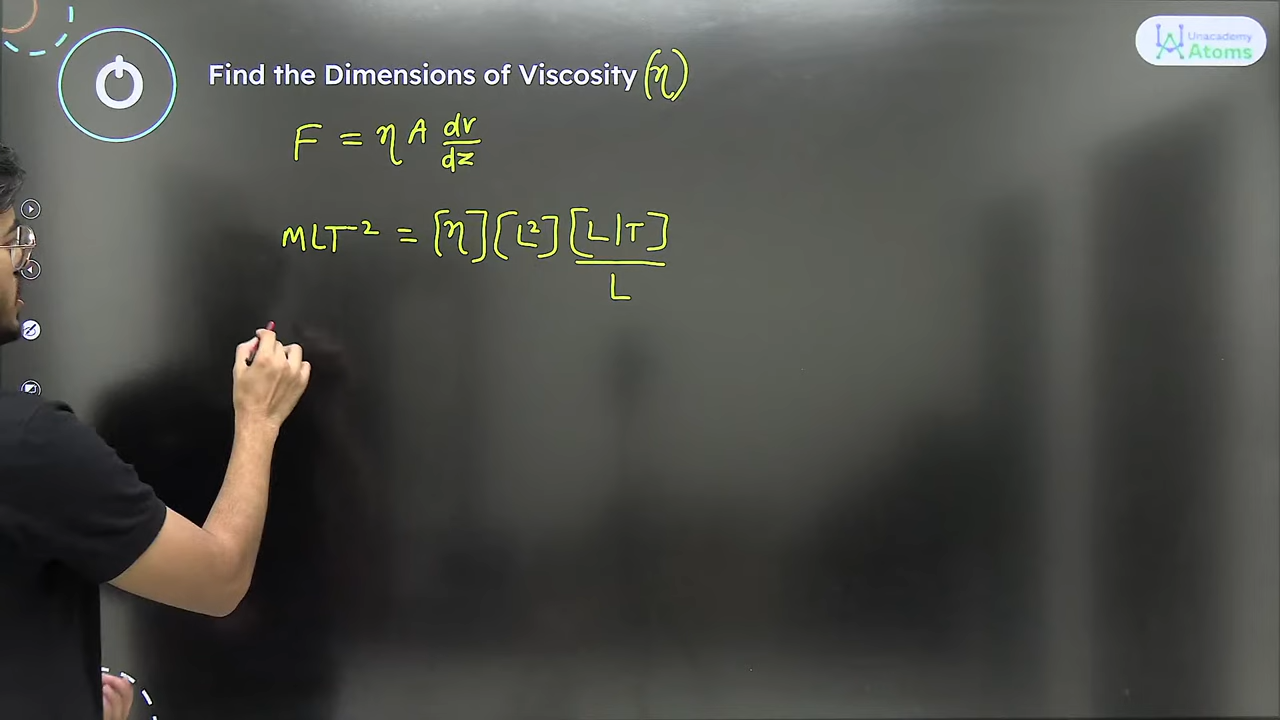 Find the Dimensions of Viscosity (η)
Unacademy
Atoms
F = η A dv/dz
MLT⁻² = [η] [L²] [L/T]/L